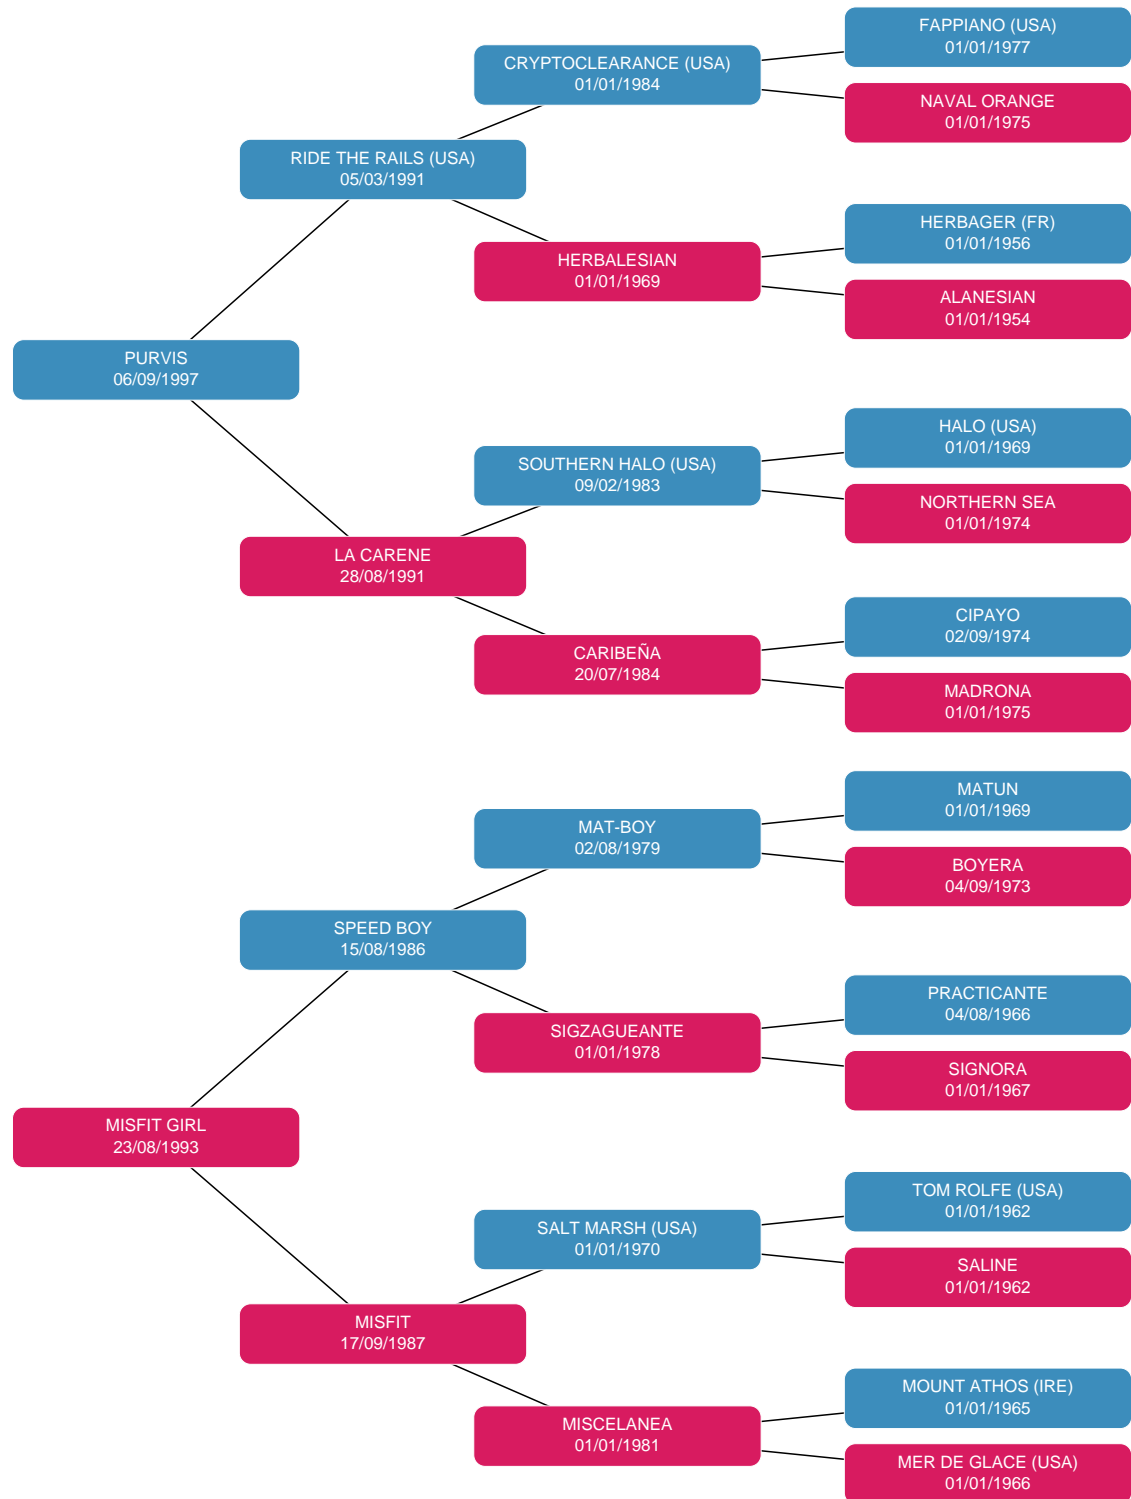 FAPPIANO (USA)
01/01/1977
CRYPTOCLEARANCE (USA)
01/01/1984
NAVAL ORANGE
01/01/1975
RIDE THE RAILS (USA)
05/03/1991
HERBAGER (FR)
01/01/1956
HERBALESIAN
01/01/1969
ALANESIAN
01/01/1954
PURVIS
06/09/1997
HALO (USA)
01/01/1969
SOUTHERN HALO (USA)
09/02/1983
NORTHERN SEA
01/01/1974
LA CARENE
28/08/1991
CIPAYO
02/09/1974
CARIBEÑA
20/07/1984
MADRONA
01/01/1975
MATUN
01/01/1969
MAT-BOY
02/08/1979
BOYERA
04/09/1973
SPEED BOY
15/08/1986
PRACTICANTE
04/08/1966
SIGZAGUEANTE
01/01/1978
SIGNORA
01/01/1967
MISFIT GIRL
23/08/1993
TOM ROLFE (USA)
01/01/1962
SALT MARSH (USA)
01/01/1970
SALINE
01/01/1962
MISFIT
17/09/1987
MOUNT ATHOS (IRE)
01/01/1965
MISCELANEA
01/01/1981
MER DE GLACE (USA)
01/01/1966